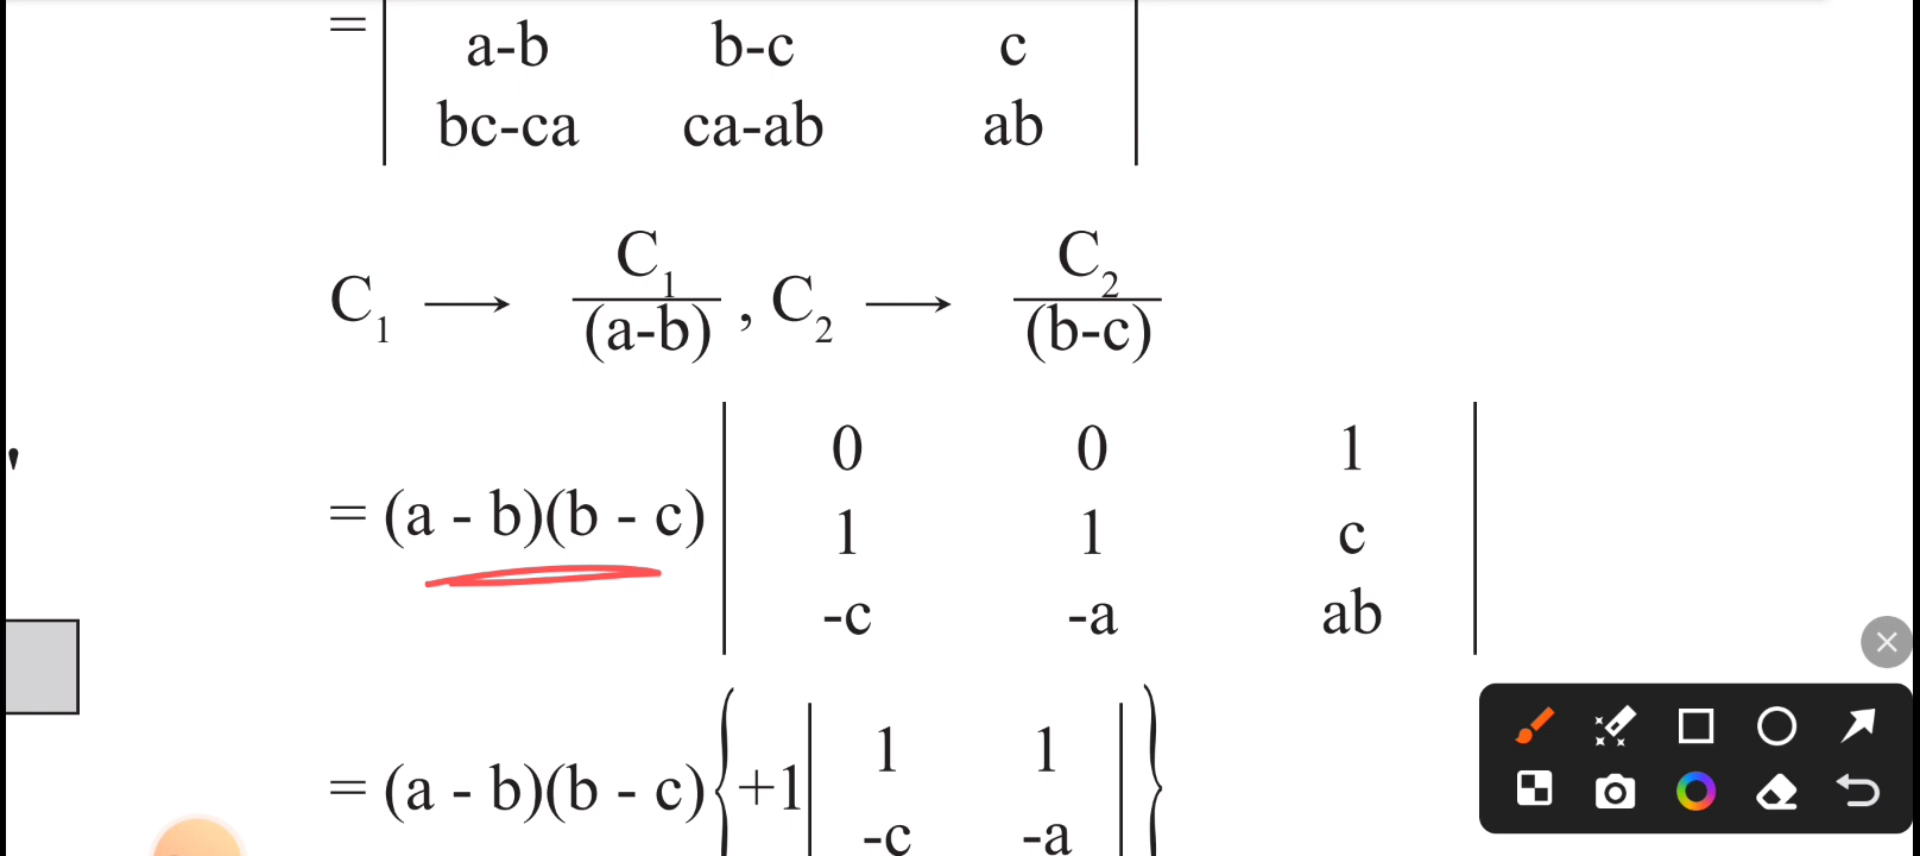 =
a-b b-c c
bc-ca ca-ab ab
C₁ ⟶ C₁/(a-b) , C₂ ⟶ C₂/(b-c)
= (a - b)(b - c) | 0 0 1 |
1 1 c
-c -a ab
= (a - b)(b - c) { +1 | 1 1 | }
-c -a